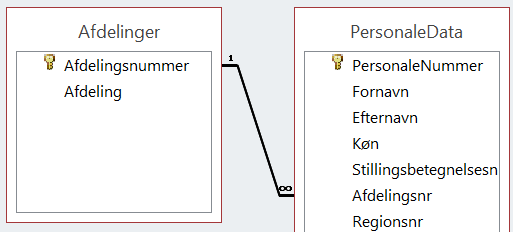 Afdelinger
Afdelingsnummer
Afdeling
1
∞
PersonaleData
PersonaleNummer
Fornavn
Efternavn
Køn
Stillingsbetegnelsesn
Afdelingsnr
Regionsnr